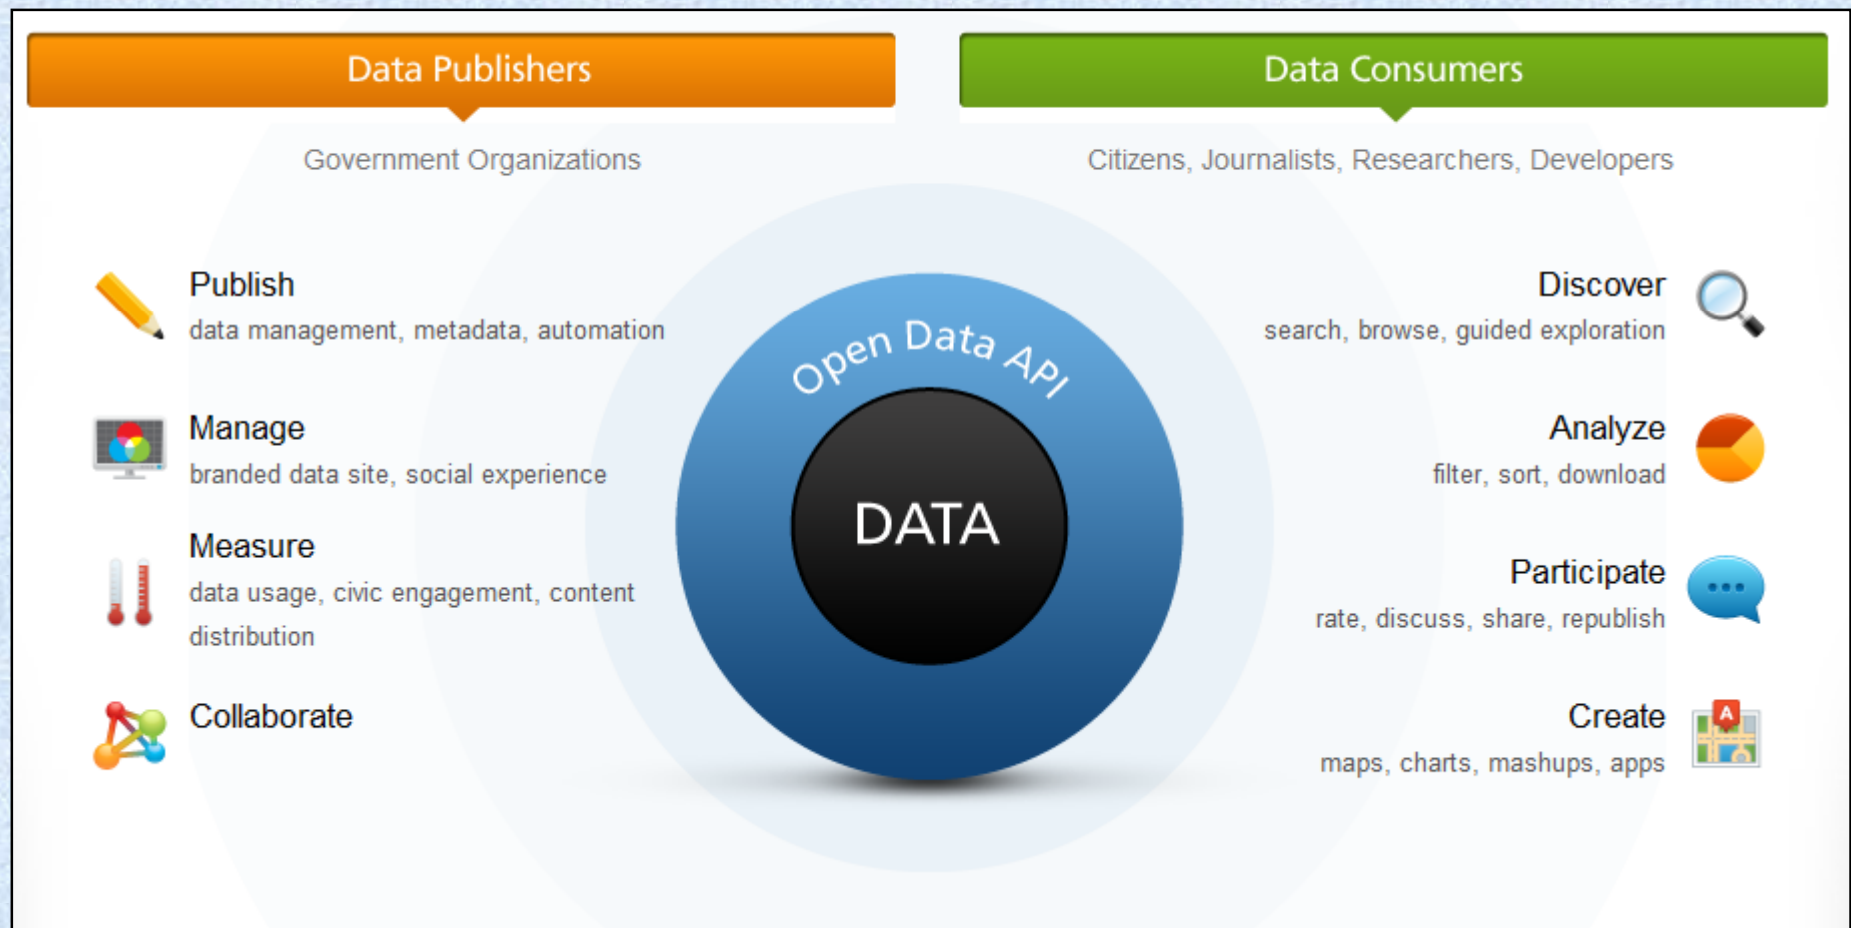 Data Publishers
Government Organizations
Publish
data management, metadata, automation
Manage
branded data site, social experience
Measure
data usage, civic engagement, content
distribution
Collaborate
Open Data API
DATA
Data Consumers
Citizens, Journalists, Researchers, Developers
Discover
search, browse, guided exploration
Analyze
filter, sort, download
Participate
rate, discuss, share, republish
Create
maps, charts, mashups, apps
A